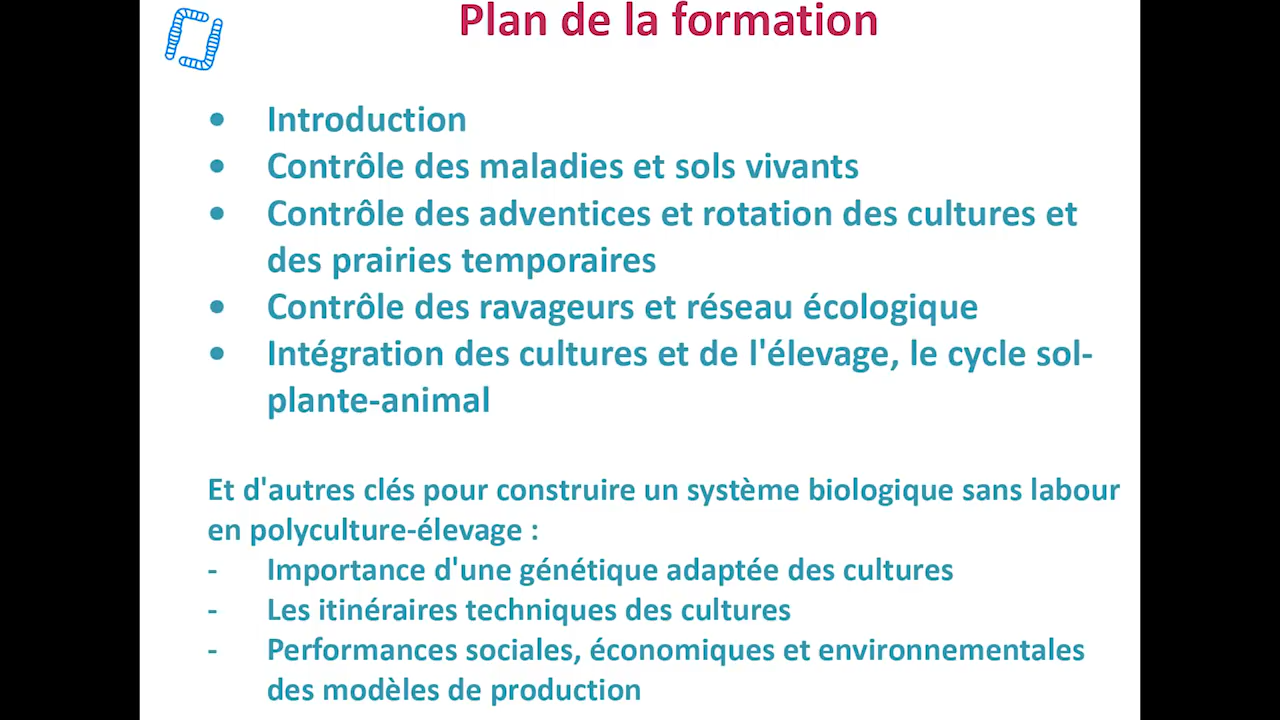 Plan de la formation
• Introduction
• Contrôle des maladies et sols vivants
• Contrôle des adventices et rotation des cultures et
des prairies temporaires
• Contrôle des ravageurs et réseau écologique
• Intégration des cultures et de l'élevage, le cycle sol-
plante-animal
Et d'autres clés pour construire un système biologique sans labour
en polyculture-élevage :
- Importance d'une génétique adaptée des cultures
- Les itinéraires techniques des cultures
- Performances sociales, économiques et environnementales
des modèles de production